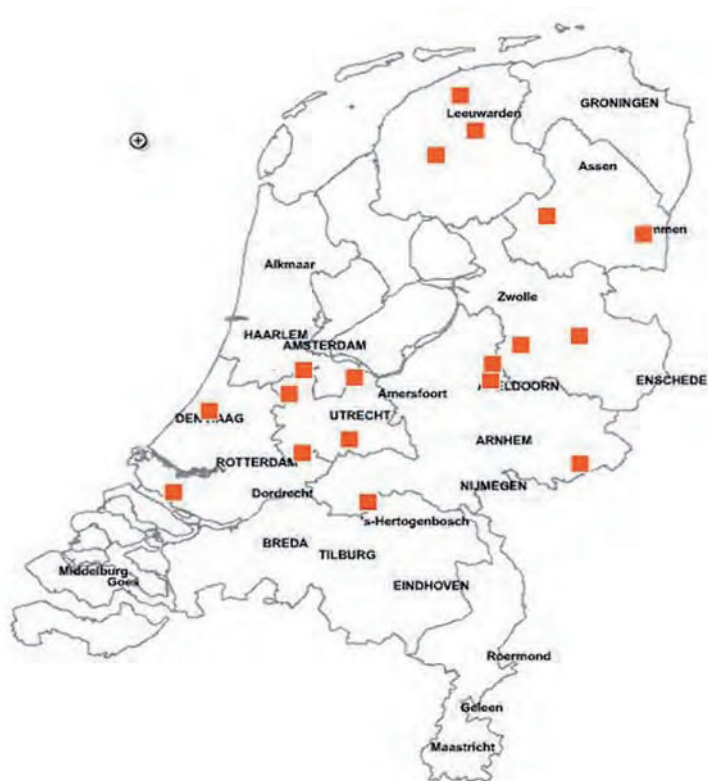 GRONINGEN
Leeuwarden
Assen
Alkmaar
Zwolle
HAARLEM
AMSTERDAM
ENSCHEDE
Amersfoort
UTRECHT
ARNHEM
ROTTERDAM
NIJMEGEN
Dordrecht
's-Hertogenbosch
BREDA
TILBURG
Middelburg
Goes
EINDHOVEN
Roermond
Geleen
Maastricht